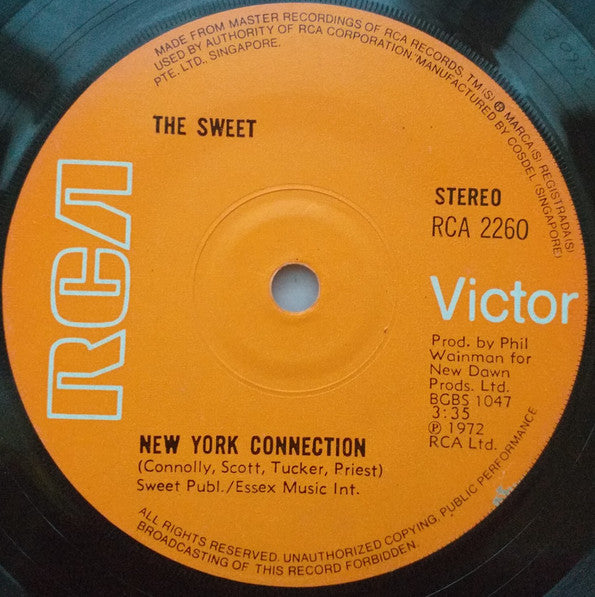 MADE FROM MASTER RECORDINGS OF RCA RECORDS, TM(S) ® MARCA(S) REGISTRADA(S)
USED BY AUTHORITY OF RCA CORPORATION, MANUFACTURED BY COSDEL (SINGAPORE)
PTE. LTD., SINGAPORE.
THE SWEET
RCA
STEREO
RCA 2260
Victor
Prod. by Phil
Wainman for
New Dawn
Prods. Ltd.
BGBS 1047
3:35
℗ 1972
RCA Ltd.
NEW YORK CONNECTION
(Connolly, Scott, Tucker, Priest)
Sweet Publ./Essex Music Int.
ALL RIGHTS RESERVED. UNAUTHORIZED COPYING, PUBLIC PERFORMANCE
BROADCASTING OF THIS RECORD FORBIDDEN.